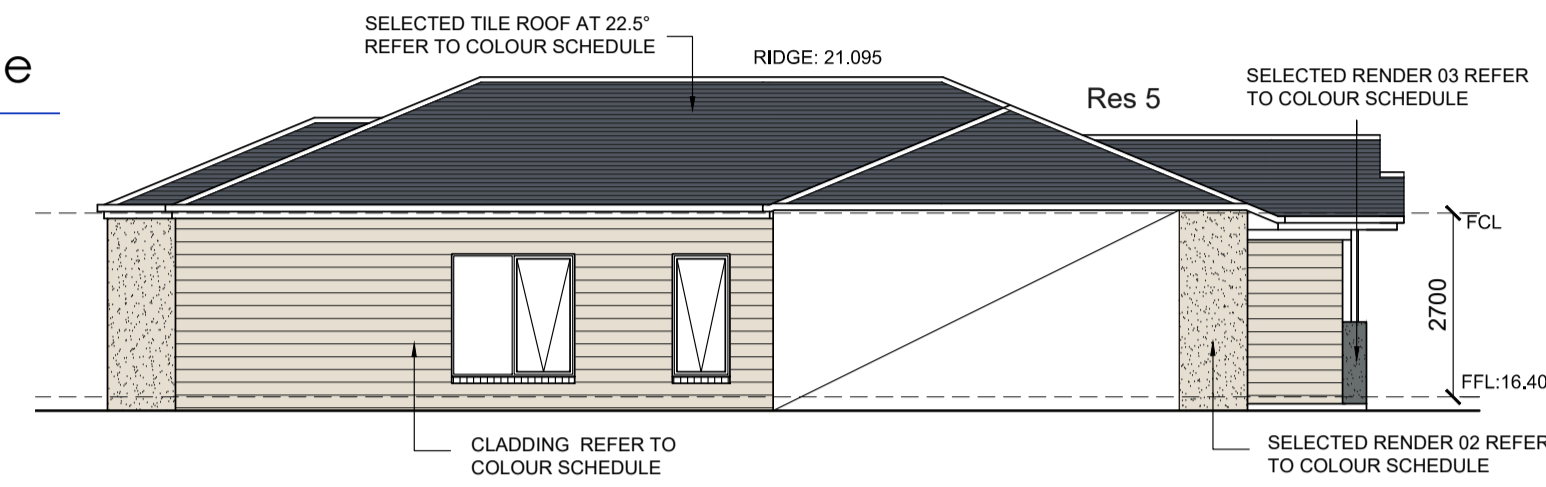 e
SELECTED TILE ROOF AT 22.5°
REFER TO COLOUR SCHEDULE
RIDGE: 21.095
Res 5
SELECTED RENDER 03 REFER
TO COLOUR SCHEDULE
FCL
2700
FFL:16.40
CLADDING REFER TO
COLOUR SCHEDULE
SELECTED RENDER 02 REFER
TO COLOUR SCHEDULE